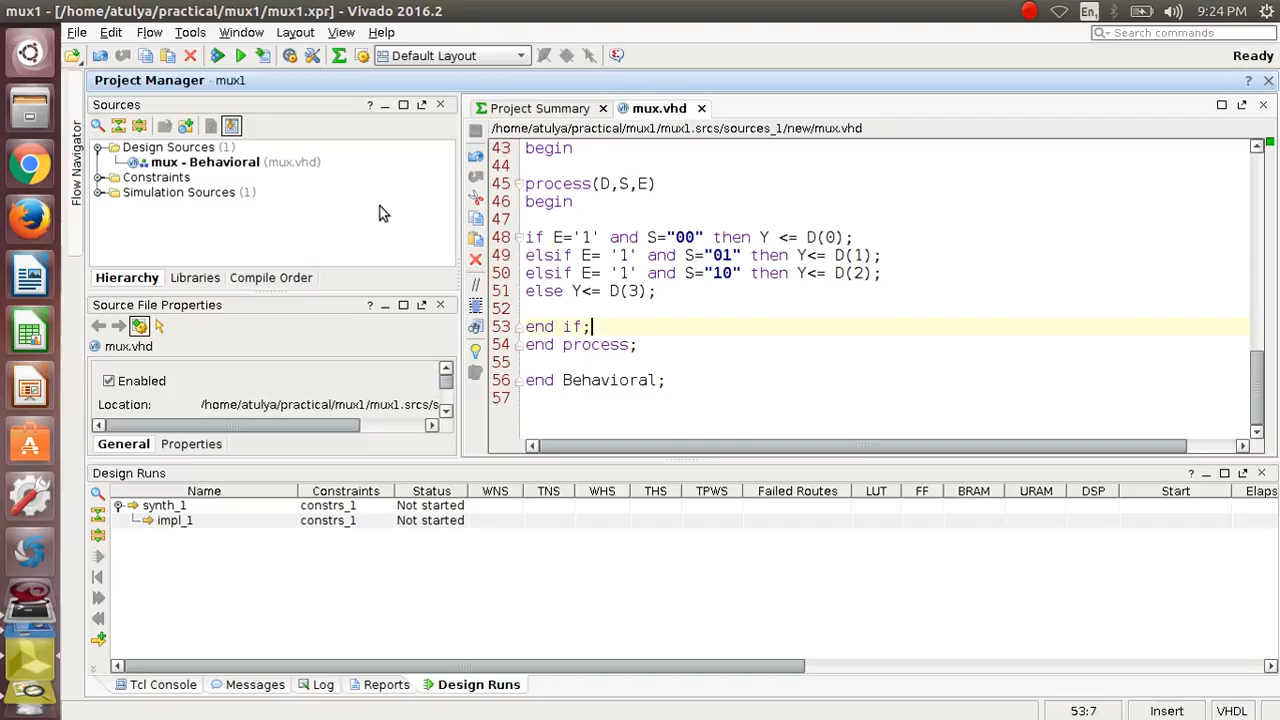 mux1 - [/home/atulya/practical/mux1/mux1.xpr] - Vivado 2016.2
En
9:24 PM
File Edit Flow Tools Window Layout View Help
Search commands
Default Layout
Ready
Project Manager - mux1
Flow Navigator
Sources
Design Sources (1)
mux - Behavioral (mux.vhd)
Constraints
Simulation Sources (1)
Hierarchy Libraries Compile Order
Source File Properties
mux.vhd
Enabled
Location: /home/atulya/practical/mux1/mux1.srcs/s
General Properties
Project Summary mux.vhd
/home/atulya/practical/mux1/mux1.srcs/sources_1/new/mux.vhd
43 begin
44
45 process(D,S,E)
46 begin
47
48 if E='1' and S="00" then Y <= D(0);
49 elsif E= '1' and S="01" then Y<= D(1);
50 elsif E= '1' and S="10" then Y<= D(2);
51 else Y<= D(3);
52
53 end if;
54 end process;
55
56 end Behavioral;
57
Design Runs
Name Constraints Status WNS TNS WHS THS TPWS Failed Routes LUT FF BRAM URAM DSP Start Elaps
synth_1 constrs_1 Not started
impl_1 constrs_1 Not started
Tcl Console Messages Log Reports Design Runs
53:7 Insert VHDL